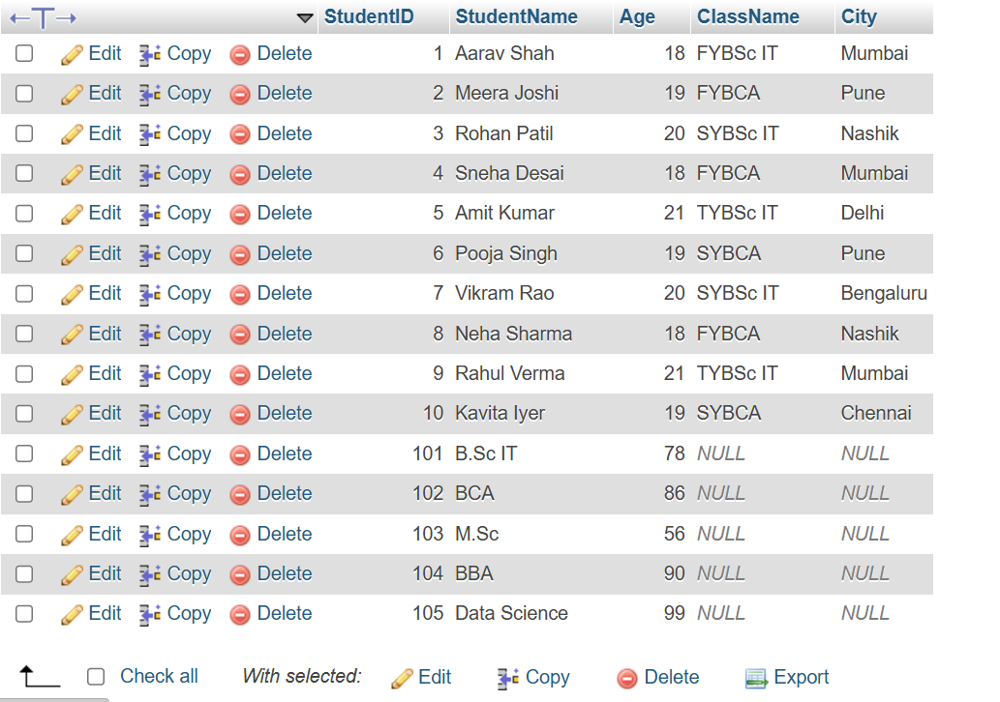 StudentID StudentName Age ClassName City
Edit Copy Delete 1 Aarav Shah 18 FYBSc IT Mumbai
Edit Copy Delete 2 Meera Joshi 19 FYBCA Pune
Edit Copy Delete 3 Rohan Patil 20 SYBSc IT Nashik
Edit Copy Delete 4 Sneha Desai 18 FYBCA Mumbai
Edit Copy Delete 5 Amit Kumar 21 TYBSc IT Delhi
Edit Copy Delete 6 Pooja Singh 19 SYBCA Pune
Edit Copy Delete 7 Vikram Rao 20 SYBSc IT Bengaluru
Edit Copy Delete 8 Neha Sharma 18 FYBCA Nashik
Edit Copy Delete 9 Rahul Verma 21 TYBSc IT Mumbai
Edit Copy Delete 10 Kavita Iyer 19 SYBCA Chennai
Edit Copy Delete 101 B.Sc IT 78 NULL NULL
Edit Copy Delete 102 BCA 86 NULL NULL
Edit Copy Delete 103 M.Sc 56 NULL NULL
Edit Copy Delete 104 BBA 90 NULL NULL
Edit Copy Delete 105 Data Science 99 NULL NULL
Check all With selected: Edit Copy Delete Export